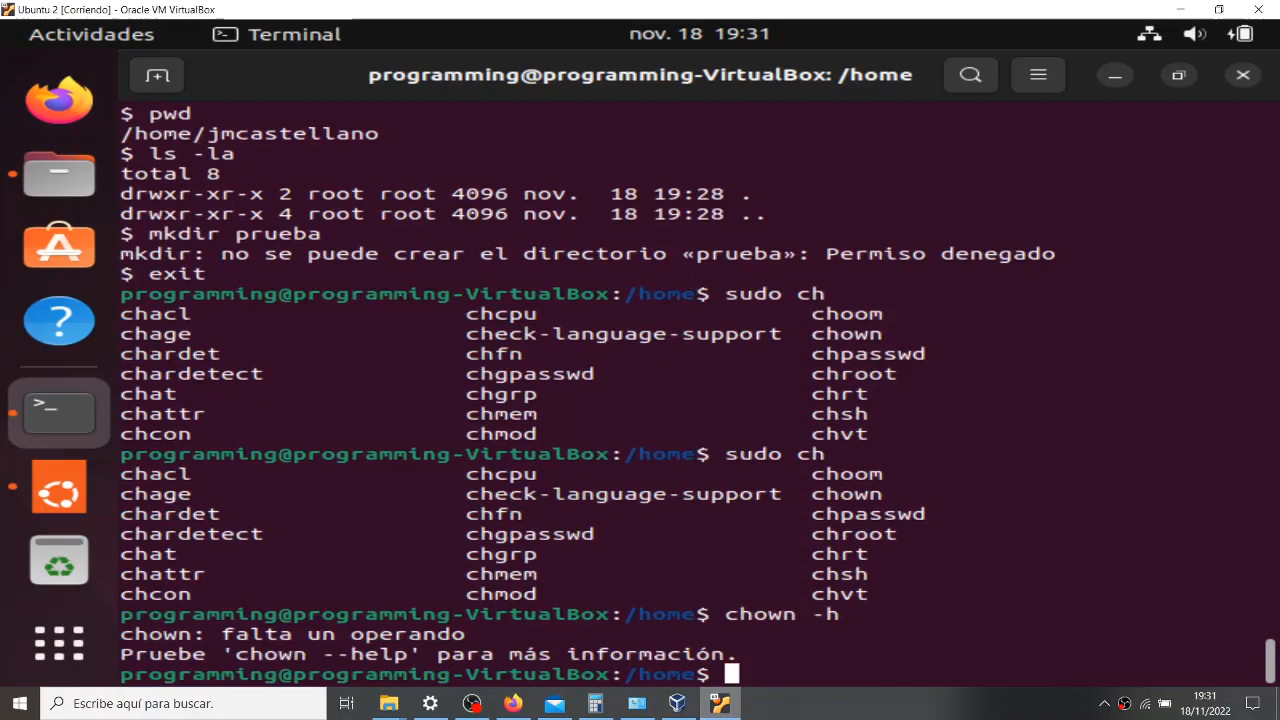 Ubuntu 2 [Corriendo] - Oracle VM VirtualBox
Actividades Terminal nov. 18 19:31
programming@programming-VirtualBox: /home
$ pwd
/home/jmcastellano
$ ls -la
total 8
drwxr-xr-x 2 root root 4096 nov. 18 19:28 .
drwxr-xr-x 4 root root 4096 nov. 18 19:28 ..
$ mkdir prueba
mkdir: no se puede crear el directorio «prueba»: Permiso denegado
$ exit
programming@programming-VirtualBox:/home$ sudo ch
chacl chcpu choom
chage check-language-support chown
chardet chfn chpasswd
chardetect chgpasswd chroot
chat chgrp chrt
chattr chmem chsh
chcon chmod chvt
programming@programming-VirtualBox:/home$ sudo ch
chacl chcpu choom
chage check-language-support chown
chardet chfn chpasswd
chardetect chgpasswd chroot
chat chgrp chrt
chattr chmem chsh
chcon chmod chvt
programming@programming-VirtualBox:/home$ chown -h
chown: falta un operando
Pruebe 'chown --help' para más información.
programming@programming-VirtualBox:/home$
Escribe aquí para buscar.
19:31
18/11/2022